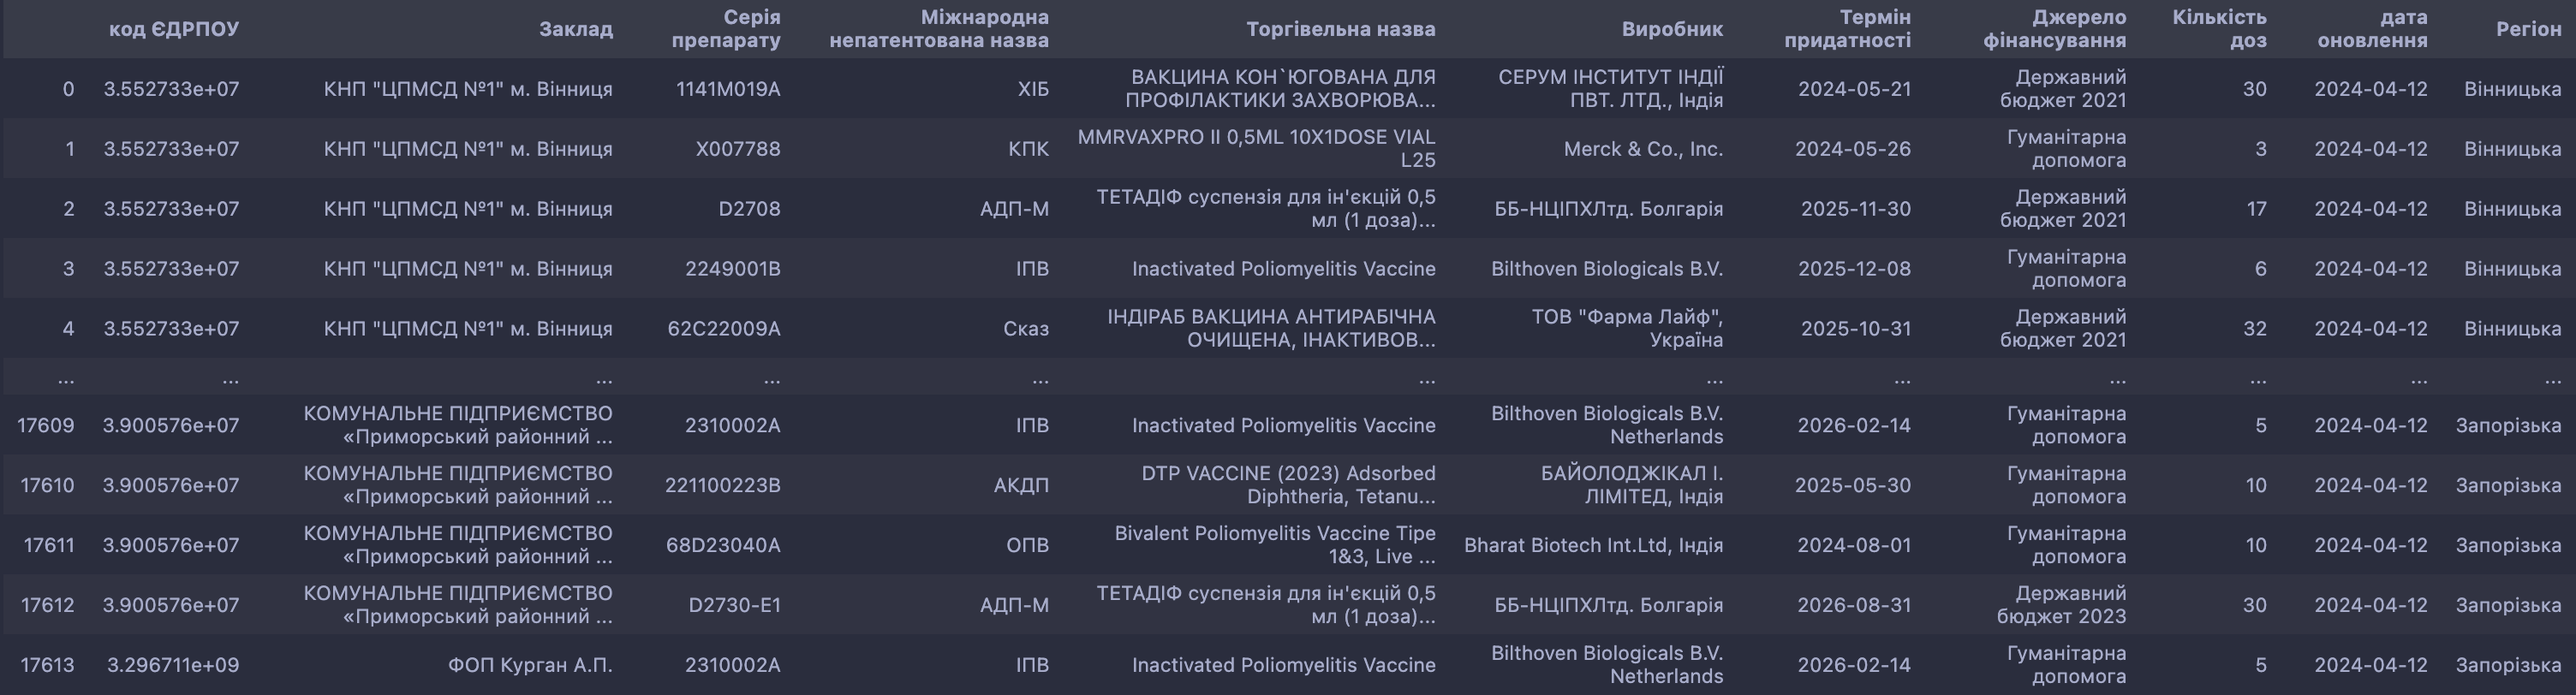 код ЄДРПОУ Заклад Серія препарату Міжнародна непатентована назва Торгівельна назва Виробник Термін придатності Джерело фінансування Кількість доз дата оновлення Регіон
0 3.552733e+07 КНП "ЦПМСД №1" м. Вінниця 1141M019A ХІБ ВАКЦИНА КОН`ЮГОВАНА ДЛЯ ПРОФІЛАКТИКИ ЗАХВОРЮВА... СЕРУМ ІНСТИТУТ ІНДІЇ ПВТ. ЛТД., Індія 2024-05-21 Державний бюджет 2021 30 2024-04-12 Вінницька
1 3.552733e+07 КНП "ЦПМСД №1" м. Вінниця X007788 КПК MMRVAXPRO II 0,5ML 10X1DOSE VIAL L25 Merck & Co., Inc. 2024-05-26 Гуманітарна допомога 3 2024-04-12 Вінницька
2 3.552733e+07 КНП "ЦПМСД №1" м. Вінниця D2708 АДП-М ТЕТАДІФ суспензія для ін'єкцій 0,5 мл (1 доза)... ББ-НЦІПХЛтд. Болгарія 2025-11-30 Державний бюджет 2021 17 2024-04-12 Вінницька
3 3.552733e+07 КНП "ЦПМСД №1" м. Вінниця 2249001B ІПВ Inactivated Poliomyelitis Vaccine Bilthoven Biologicals B.V. 2025-12-08 Гуманітарна допомога 6 2024-04-12 Вінницька
4 3.552733e+07 КНП "ЦПМСД №1" м. Вінниця 62C22009A Сказ ІНДІРАБ ВАКЦИНА АНТИРАБІЧНА ОЧИЩЕНА, ІНАКТИВОВ... ТОВ "Фарма Лайф", Україна 2025-10-31 Державний бюджет 2021 32 2024-04-12 Вінницька
... ... ... ... ... ... ... ... ... ... ... ...
17609 3.900576e+07 КОМУНАЛЬНЕ ПІДПРИЄМСТВО «Приморський районний ... 2310002A ІПВ Inactivated Poliomyelitis Vaccine Bilthoven Biologicals B.V. Netherlands 2026-02-14 Гуманітарна допомога 5 2024-04-12 Запорізька
17610 3.900576e+07 КОМУНАЛЬНЕ ПІДПРИЄМСТВО «Приморський районний ... 221100223B АКДП DTP VACCINE (2023) Adsorbed Diphtheria, Tetanu... БАЙОЛОДЖІКАЛ І. ЛІМІТЕД, Індія 2025-05-30 Гуманітарна допомога 10 2024-04-12 Запорізька
17611 3.900576e+07 КОМУНАЛЬНЕ ПІДПРИЄМСТВО «Приморський районний ... 68D23040A ОПВ Bivalent Poliomyelitis Vaccine Tipe 1&3, Live ... Bharat Biotech Int.Ltd, Індія 2024-08-01 Гуманітарна допомога 10 2024-04-12 Запорізька
17612 3.900576e+07 КОМУНАЛЬНЕ ПІДПРИЄМСТВО «Приморський районний ... D2730-E1 АДП-М ТЕТАДІФ суспензія для ін'єкцій 0,5 мл (1 доза)... ББ-НЦІПХЛтд. Болгарія 2026-08-31 Державний бюджет 2023 30 2024-04-12 Запорізька
17613 3.296711e+09 ФОП Курган А.П. 2310002A ІПВ Inactivated Poliomyelitis Vaccine Bilthoven Biologicals B.V. Netherlands 2026-02-14 Гуманітарна допомога 5 2024-04-12 Запорізька